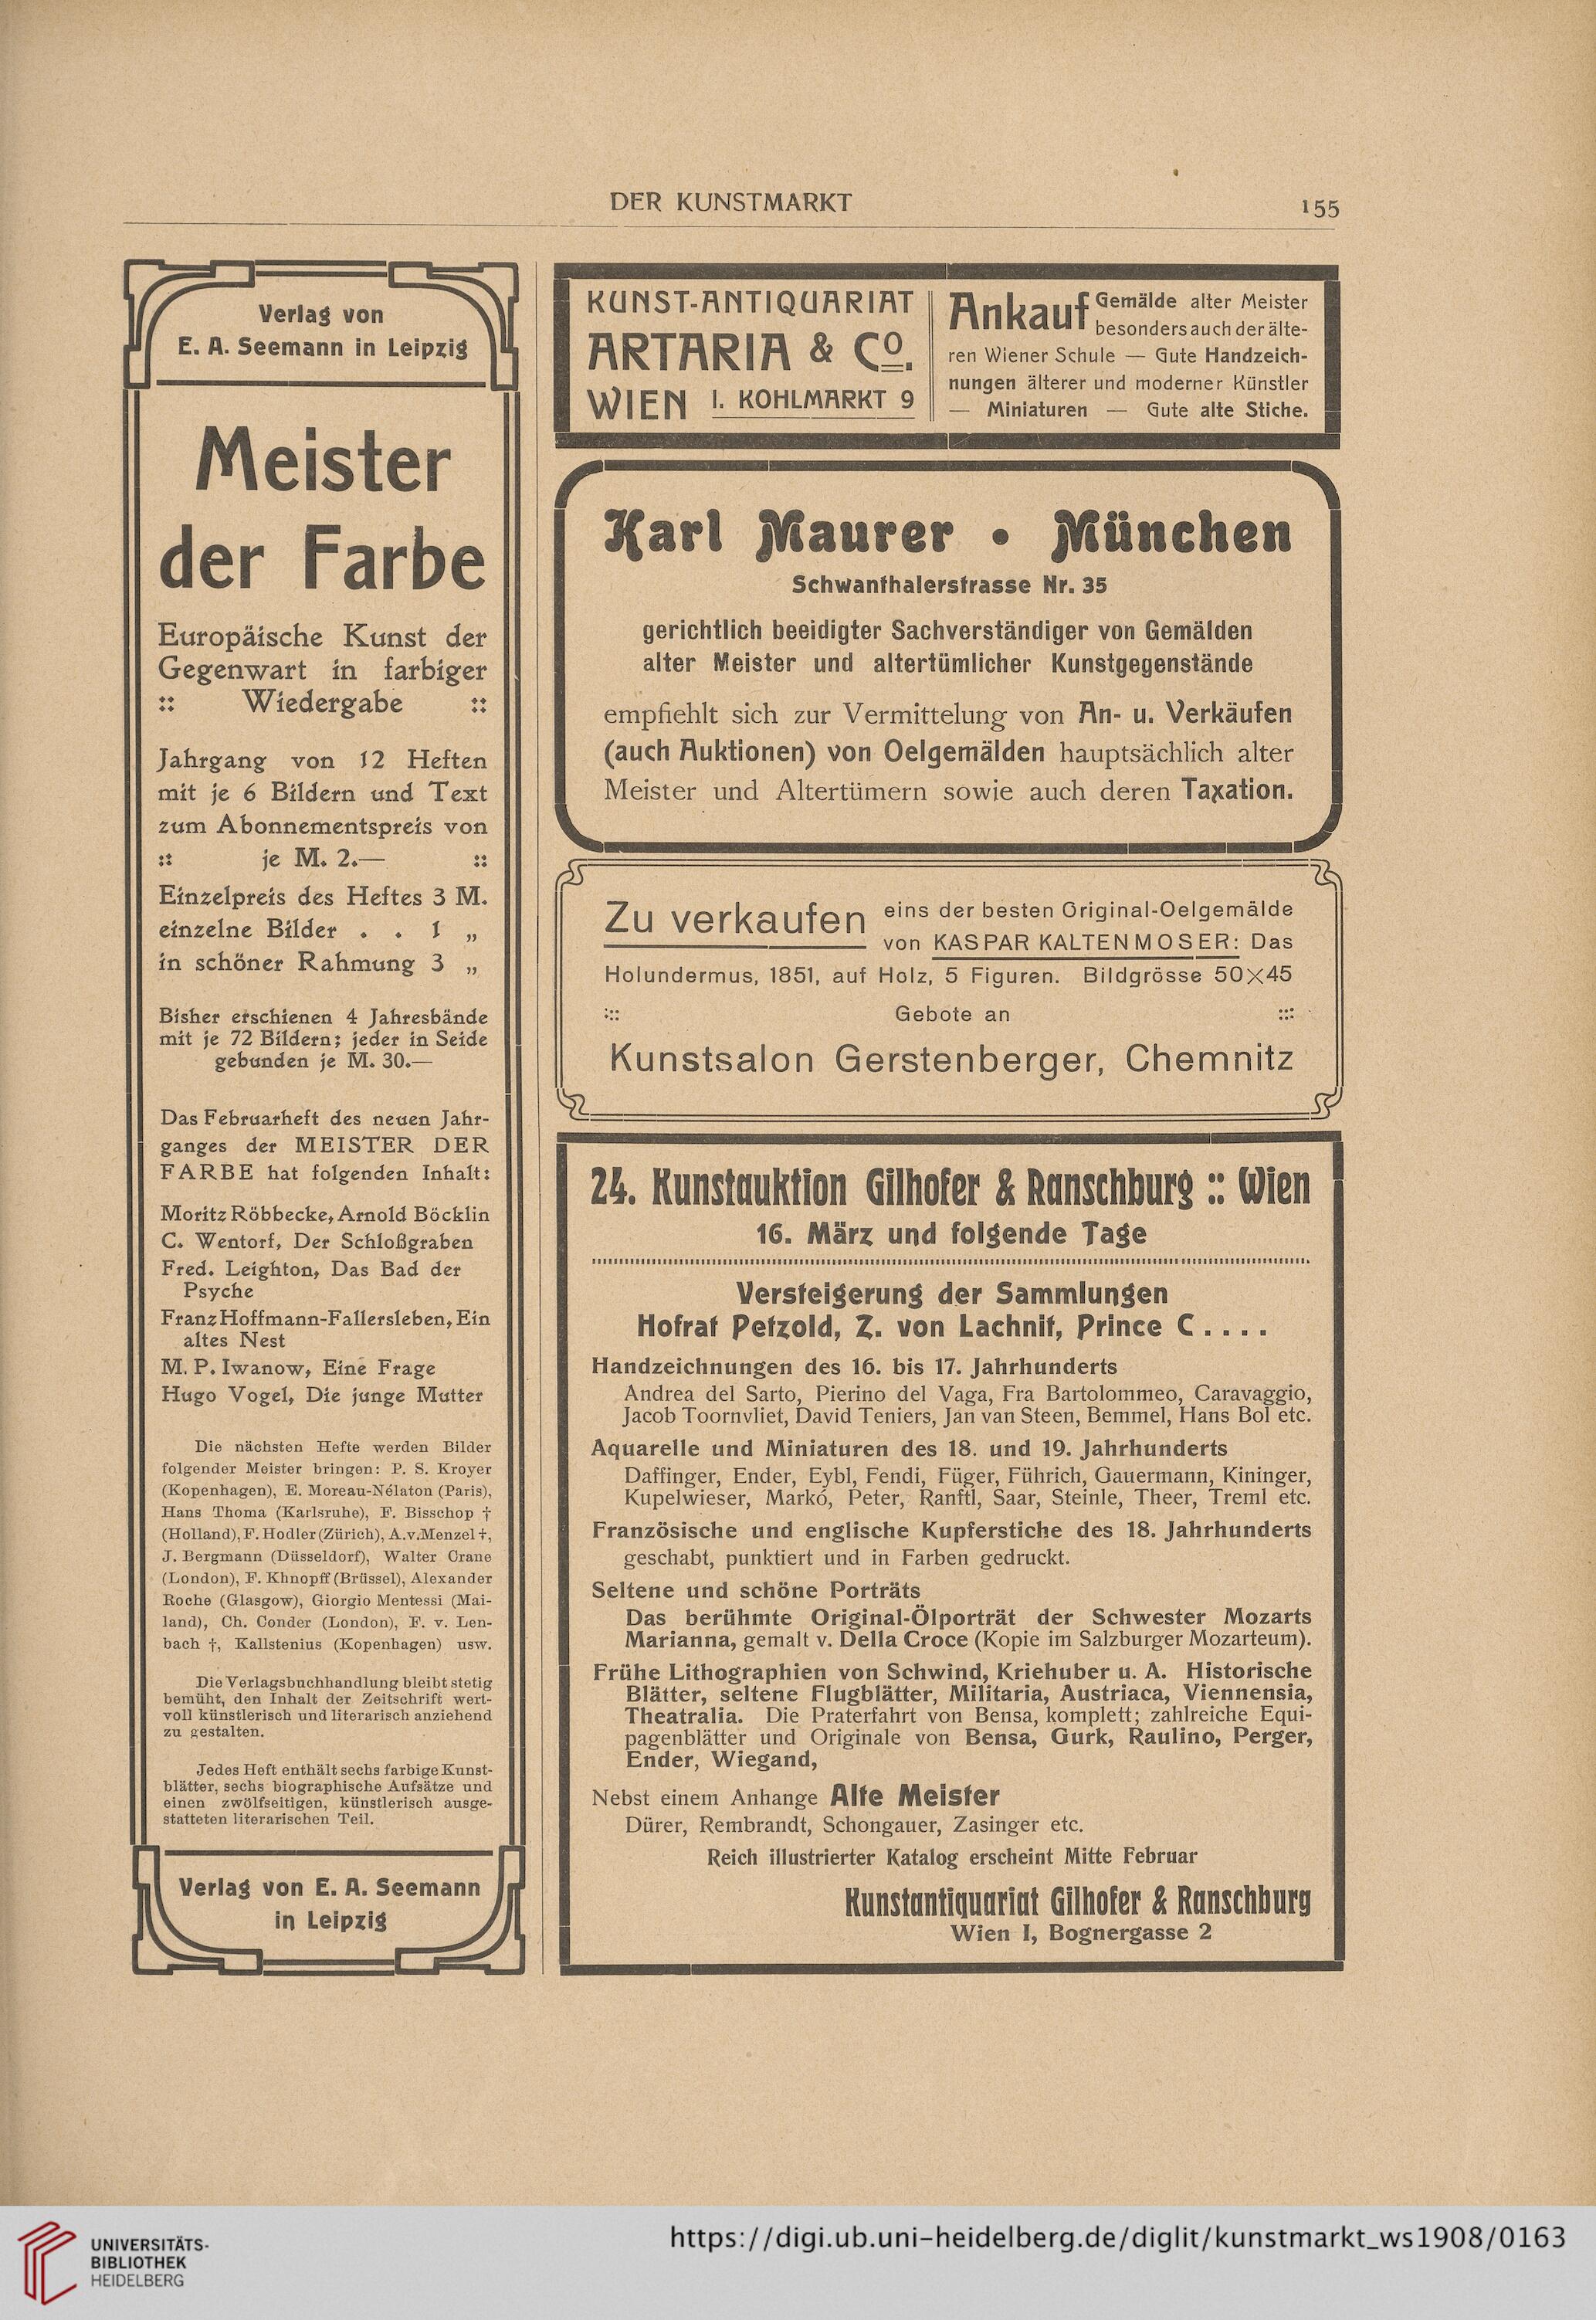 DER KUNSTMARKT
155
Verlag von
E. A. Seemann in Leipzig
Meister
der Farbe
Europäische Kunst der
Gegenwart in farbiger
:: Wiedergabe ::
Jahrgang von 12 Heften
mit je 6 Bildern und Text
zum Abonnementspreis von
:: je M. 2.— ::
Einzelpreis des Heftes 3 M.
einzelne Bilder . . 1 „
in schöner Rahmung 3 „
Bisher erschienen 4 Jahresbände
mit je 72 Bildern; jeder in Seide
gebunden je M. 30.—
Das Februarheft des neuen Jahr-
ganges der MEISTER DER
FARBE hat folgenden Inhalt:
Moritz Röbbecke, Arnold Böcklin
C. Wentorf, Der Schloßgraben
Fred. Leighton, Das Bad der
Psyche
Franz Hoffmann-Fallersleben, Ein
altes Nest
M. P. Iwanow, Eine Frage
Hugo Vogel, Die junge Mutter
Die nächsten Hefte werden Bilder
folgender Meister bringen: P. S. Kroyer
(Kopenhagen), E. Moreau-Nélaton (Paris),
Hans Thoma (Karlsruhe), F. Bisschop †
(Holland), F. Hodler (Zürich), A. v. Menzel †,
J. Bergmann (Düsseldorf), Walter Crane
(London), F. Khnopff (Brüssel), Alexander
Roche (Glasgow), Giorgio Mentessi (Mai-
land), Ch. Conder (London), F. v. Len-
bach †, Kallstenius (Kopenhagen) usw.
Die Verlagsbuchhandlung bleibt stetig
bemüht, den Inhalt der Zeitschrift wert-
voll künstlerisch und literarisch anziehend
zu gestalten.
Jedes Heft enthält sechs farbige Kunst-
blätter, sechs biographische Aufsätze und
einen zwölfseitigen, künstlerisch ausge-
statteten literarischen Teil.
Verlag von E. A. Seemann
in Leipzig
KUNST-ANTIQUARIAT
ARTARIA & Co.
WIEN I. KOHLMARKT 9
Ankauf Gemälde alter Meister
besonders auch der älte-
ren Wiener Schule — Gute Handzeich-
nungen älterer und moderner Künstler
— Miniaturen — Gute alte Stiche.
Karl Maurer • München
Schwanthalerstrasse Nr. 35
gerichtlich beeidigter Sachverständiger von Gemälden
alter Meister und altertümlicher Kunstgegenstände
empfiehlt sich zur Vermittelung von An- u. Verkäufen
(auch Auktionen) von Oelgemälden hauptsächlich alter
Meister und Altertümern sowie auch deren Taxation.
Zu verkaufen eins der besten Original-Oelgemälde
von KASPAR KALTENMOSER: Das
Holundermus, 1851, auf Holz, 5 Figuren. Bildgrösse 50×45
::: Gebote an :::
Kunstsalon Gerstenberger, Chemnitz
24. Kunstauktion Gilhofer & Ranschburg :: Wien
16. März und folgende Tage
Versteigerung der Sammlungen
Hofrat Petzold, Z. von Lachnit, Prince C....
Handzeichnungen des 16. bis 17. Jahrhunderts
Andrea del Sarto, Pierino del Vaga, Fra Bartolommeo, Caravaggio,
Jacob Toornvliet, David Teniers, Jan van Steen, Bemmel, Hans Bol etc.
Aquarelle und Miniaturen des 18. und 19. Jahrhunderts
Daffinger, Ender, Eybl, Fendi, Füger, Führich, Gauermann, Kininger,
Kupelwieser, Markó, Peter, Ranftl, Saar, Steinle, Theer, Treml etc.
Französische und englische Kupferstiche des 18. Jahrhunderts
geschabt, punktiert und in Farben gedruckt.
Seltene und schöne Porträts
Das berühmte Original-Ölporträt der Schwester Mozarts
Marianna, gemalt v. Della Croce (Kopie im Salzburger Mozarteum).
Frühe Lithographien von Schwind, Kriehuber u. A. Historische
Blätter, seltene Flugblätter, Militaria, Austriaca, Viennensia,
Theatralia. Die Praterfahrt von Bensa, komplett; zahlreiche Equi-
pagenblätter und Originale von Bensa, Gurk, Raulino, Perger,
Ender, Wiegand,
Nebst einem Anhange Alte Meister
Dürer, Rembrandt, Schongauer, Zasinger etc.
Reich illustrierter Katalog erscheint Mitte Februar
Kunstantiquariat Gilhofer & Ranschburg
Wien I, Bognergasse 2
UNIVERSITÄTS-
BIBLIOTHEK
HEIDELBERG
https://digi.ub.uni-heidelberg.de/diglit/kunstmarkt_ws1908/0163